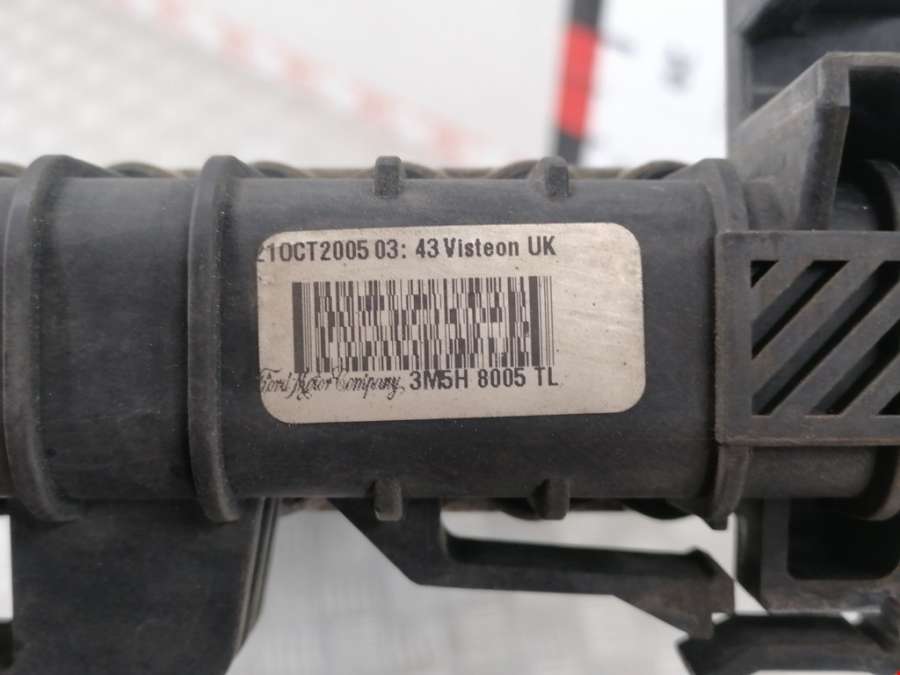 21OCT2005 03: 43 Visteon UK
Ford Motor Company 3M5H 8005 TL